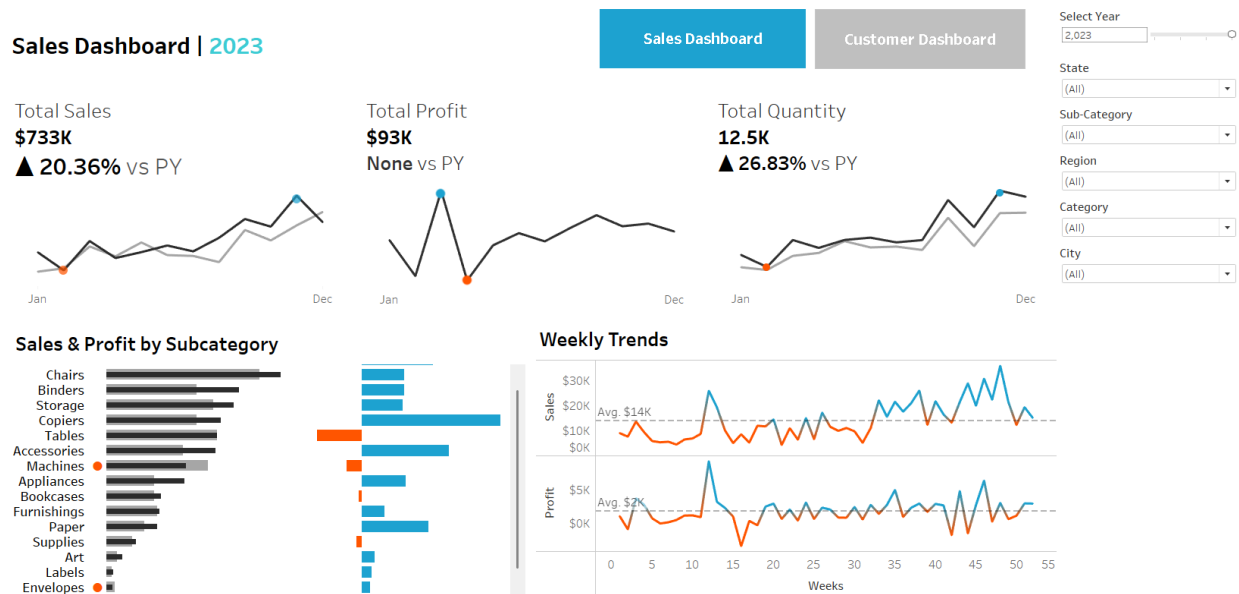 Sales Dashboard | 2023
Sales Dashboard
Customer Dashboard
Select Year
2,023
State
(All)
Sub-Category
(All)
Region
(All)
Category
(All)
City
(All)
Total Sales
$733K
▲ 20.36% vs PY
Jan
Dec
Total Profit
$93K
None vs PY
Jan
Dec
Total Quantity
12.5K
▲ 26.83% vs PY
Jan
Dec
Sales & Profit by Subcategory
Chairs
Binders
Storage
Copiers
Tables
Accessories
Machines
Appliances
Bookcases
Furnishings
Paper
Supplies
Art
Labels
Envelopes
Weekly Trends
Sales
$30K
$20K
$10K
$0K
Avg. $14K
Profit
$5K
$0K
Avg. $2K
0 5 10 15 20 25 30 35 40 45 50 55
Weeks